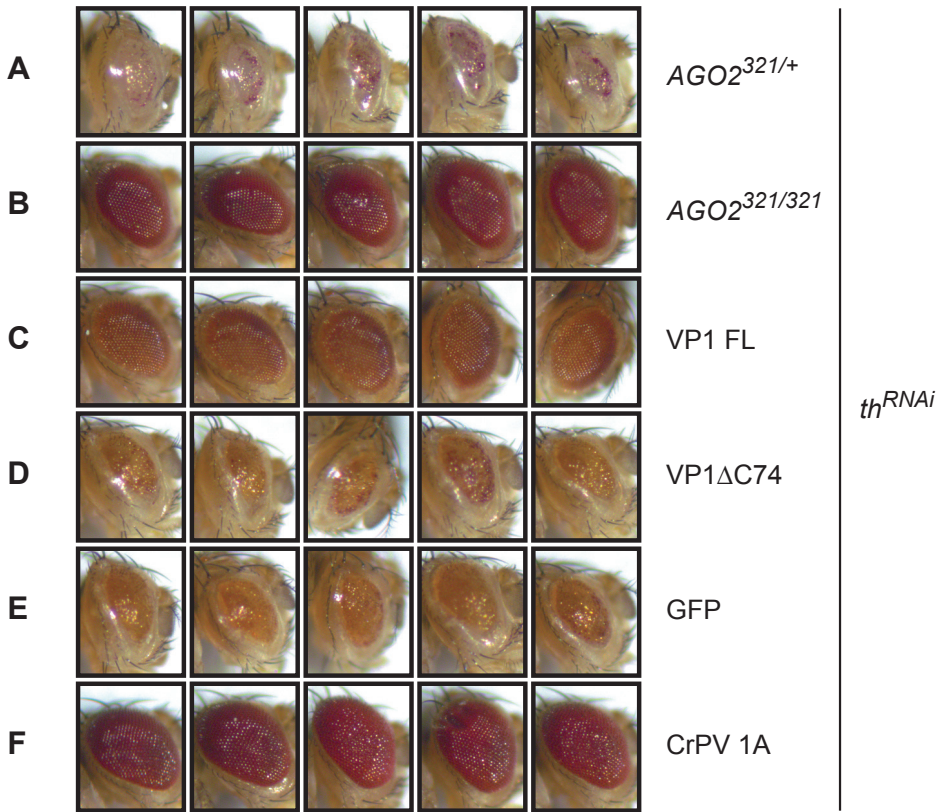 A AGO2321/+
B AGO2321/321
C VP1 FL
D VP1ΔC74
E GFP
F CrPV 1A
thRNAi